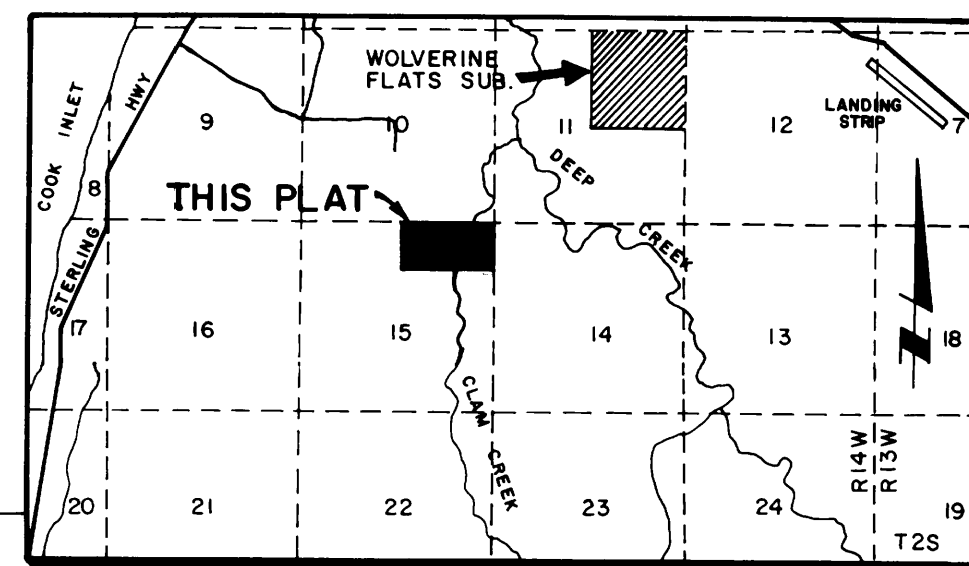 WOLVERINE
FLATS SUB.
COOK INLET
HWY
9
10
11
12
LANDING
STRIP
7
8
DEEP
THIS PLAT
STERLING
CREEK
17
16
15
14
13
18
CLAM
CREEK
R14W
R13W
20
21
22
23
24
19
T2S